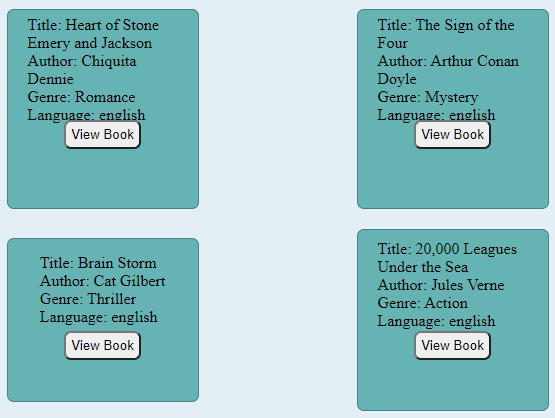 Title: Heart of Stone
Emery and Jackson
Author: Chiquita
Dennie
Genre: Romance
Language: english
View Book
Title: The Sign of the
Four
Author: Arthur Conan
Doyle
Genre: Mystery
Language: english
View Book
Title: Brain Storm
Author: Cat Gilbert
Genre: Thriller
Language: english
View Book
Title: 20,000 Leagues
Under the Sea
Author: Jules Verne
Genre: Action
Language: english
View Book